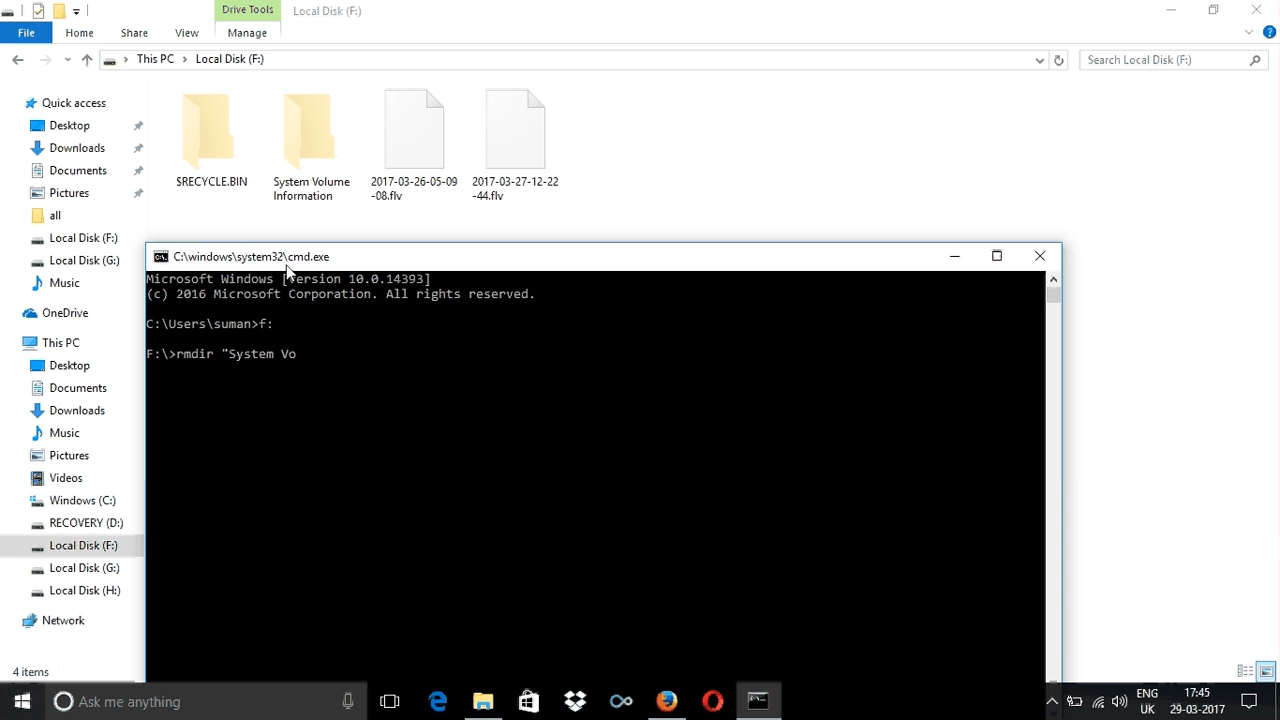 Drive Tools
Local Disk (F:)
File
Home
Share
View
Manage
This PC
Local Disk (F:)
Search Local Disk (F:)
Quick access
Desktop
Downloads
Documents
Pictures
all
Local Disk (F:)
Local Disk (G:)
Music
OneDrive
This PC
Desktop
Documents
Downloads
Music
Pictures
Videos
Windows (C:)
RECOVERY (D:)
Local Disk (F:)
Local Disk (G:)
Local Disk (H:)
Network
4 items
$RECYCLE.BIN
System Volume
Information
2017-03-26-05-09
-08.flv
2017-03-27-12-22
-44.flv
C:\windows\system32\cmd.exe
Microsoft Windows [Version 10.0.14393]
(c) 2016 Microsoft Corporation. All rights reserved.
C:\Users\suman>f:
F:\>rmdir "System Vo
Ask me anything
ENG
UK
17:45
29-03-2017